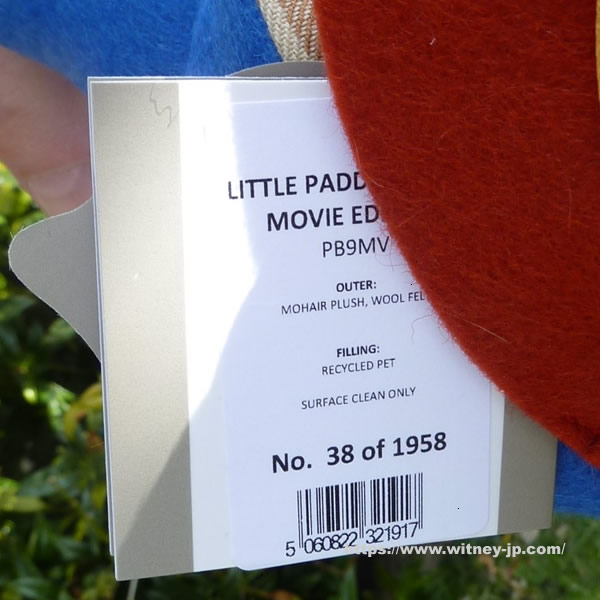 LITTLE PADD
MOVIE ED
PB9MV
OUTER:
MOHAIR PLUSH, WOOL FEL
FILLING:
RECYCLED PET
SURFACE CLEAN ONLY
No. 38 of 1958
5 060822 321917
https://www.witney-jp.com/